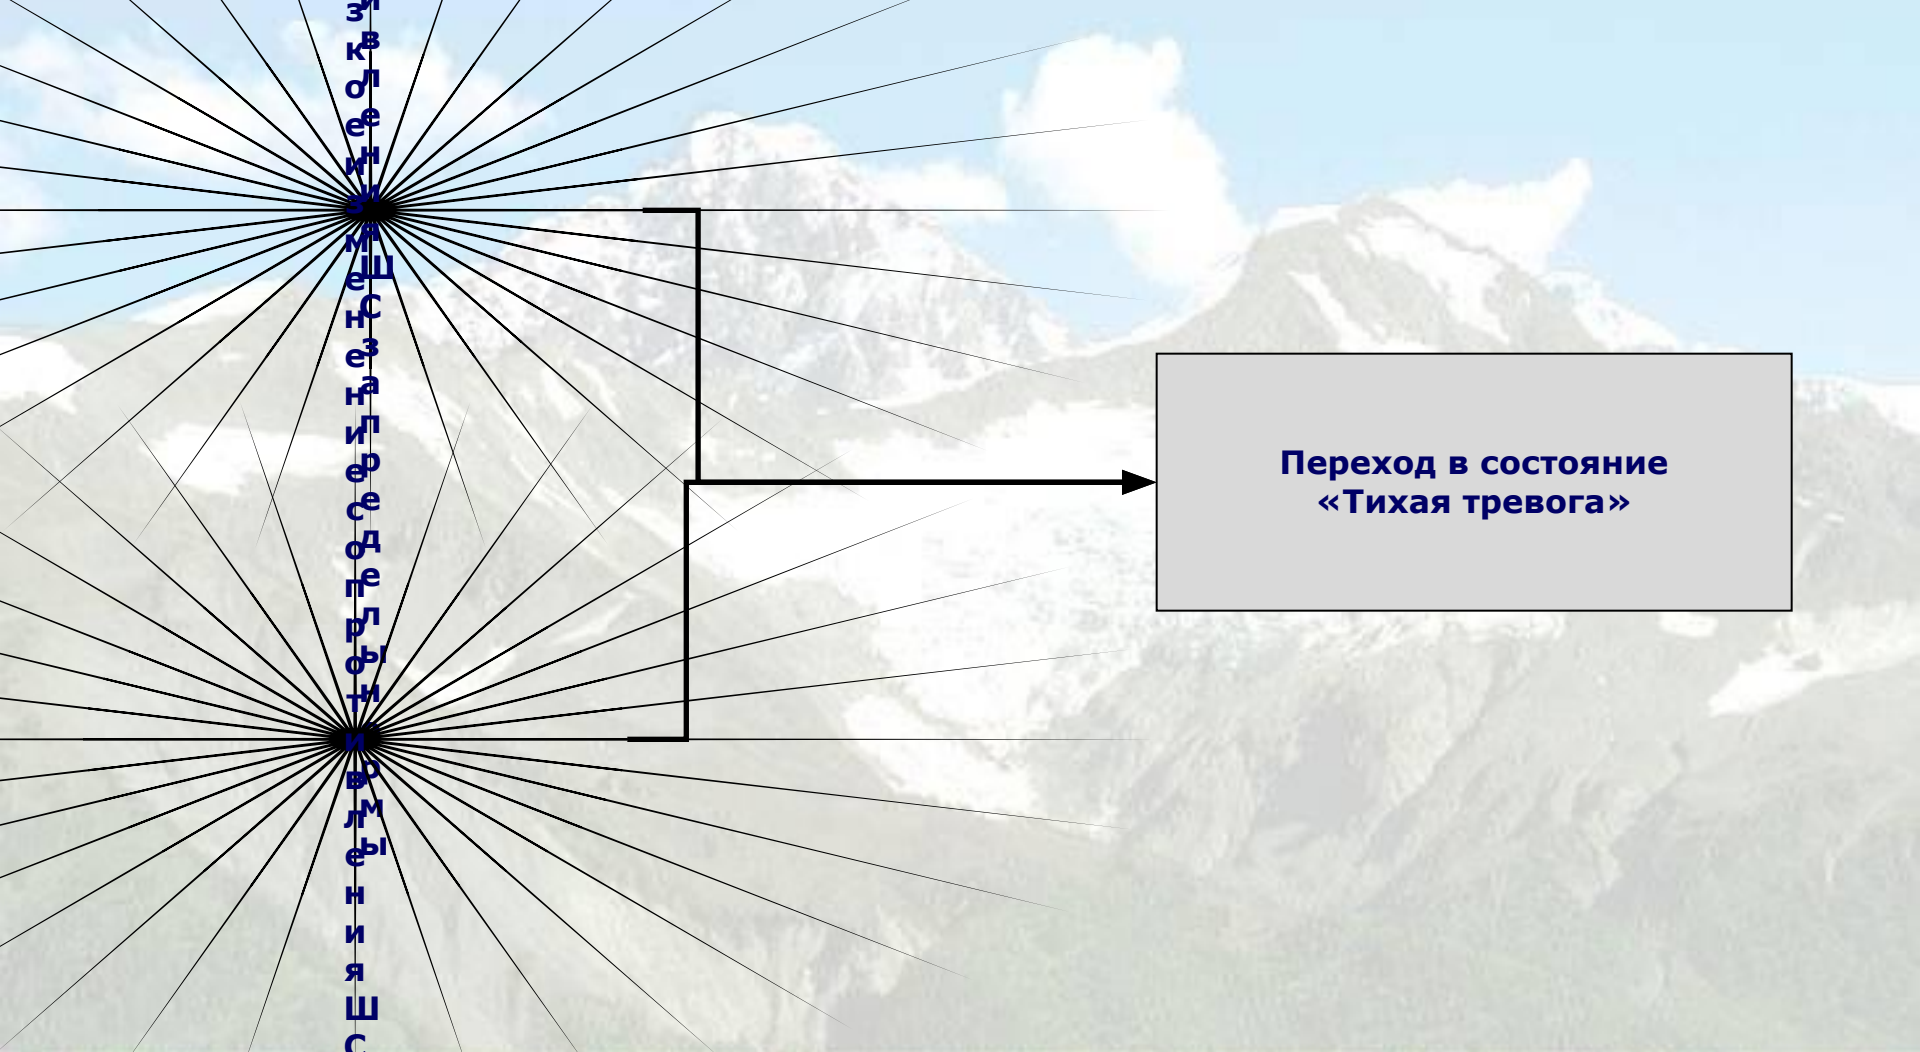 зкое изменение сопротивления ШС
ивления ШС за пределы нормы
Переход в состояние
«Тихая тревога»